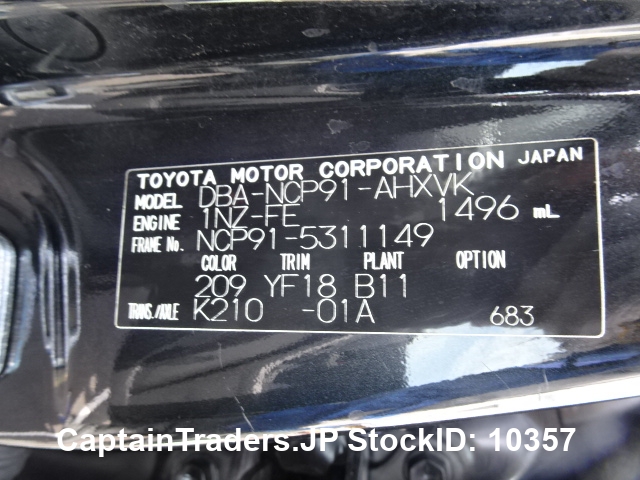 TOYOTA MOTOR CORPORATION JAPAN
MODEL DBA-NCP91-AHXVK
ENGINE 1NZ-FE 1496 mL
FRAME No. NCP91-5311149
COLOR TRIM PLANT OPTION
209 YF18 B11
TRANS./AXLE K210 -01A 683
CaptainTraders.JP StockID: 10357